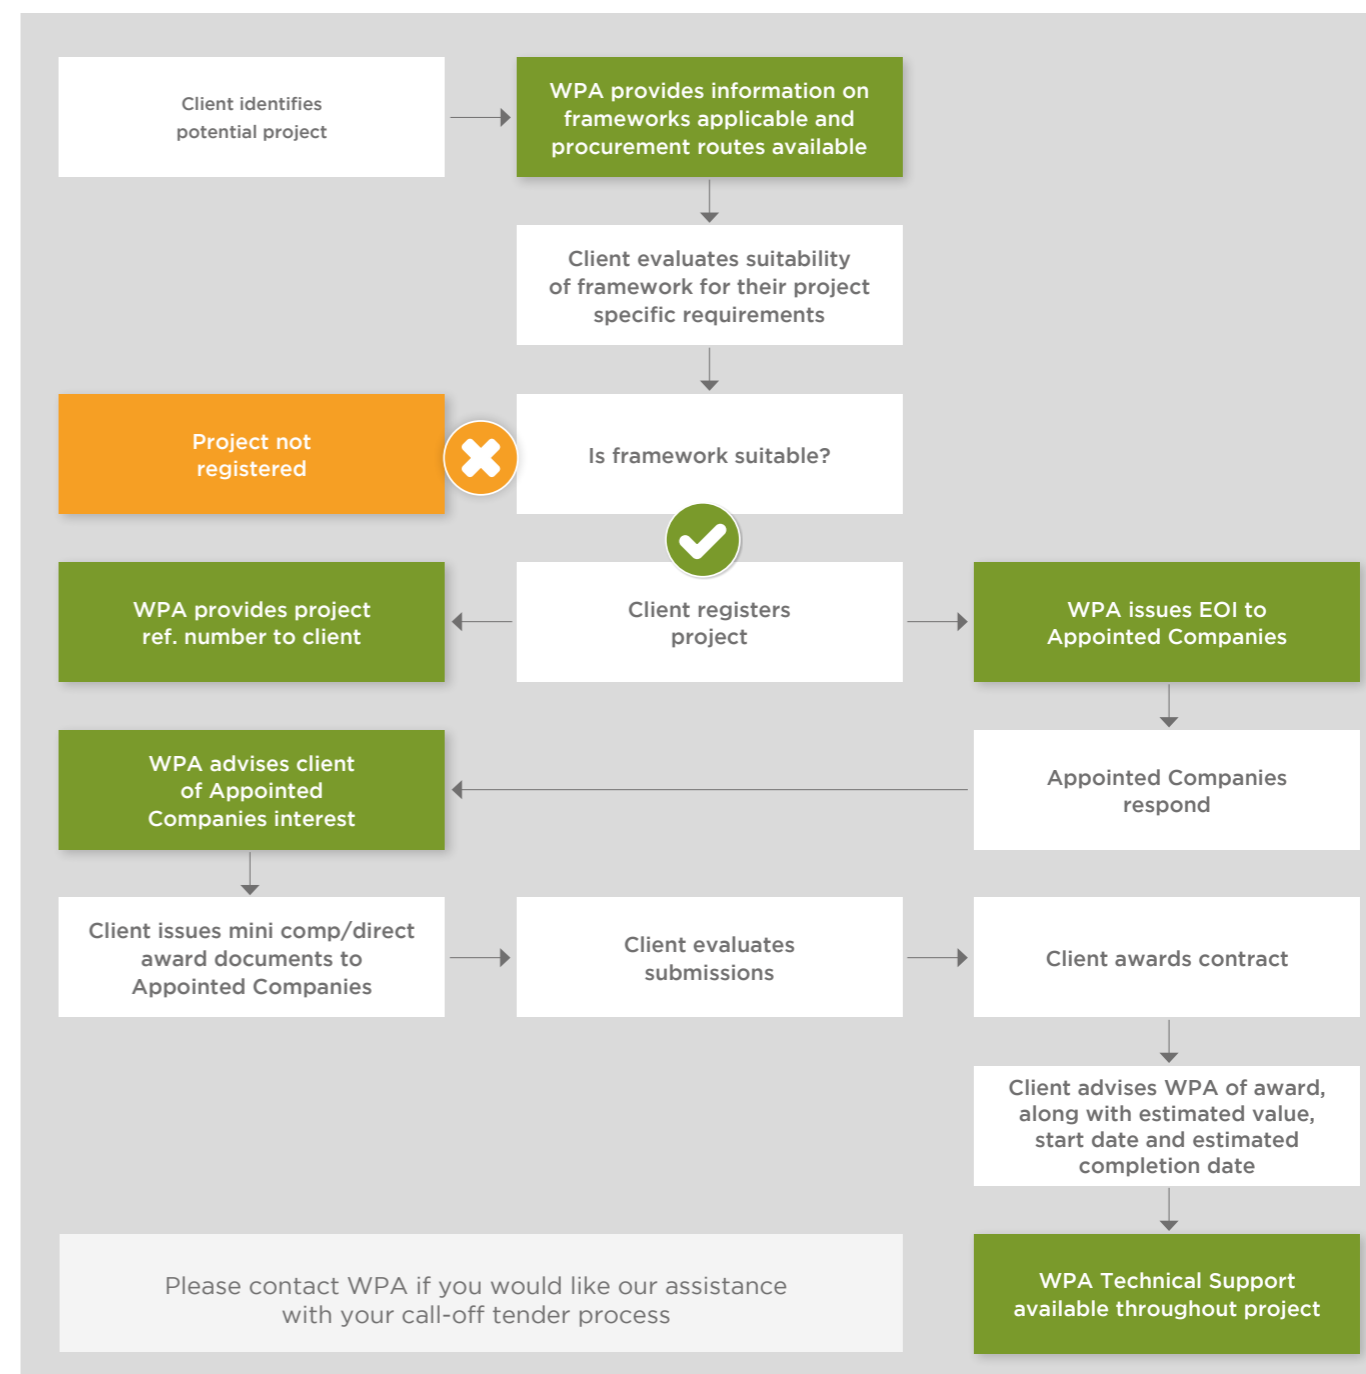 Client identifies
potential project
WPA provides information on
frameworks applicable and
procurement routes available
Client evaluates suitability
of framework for their project
specific requirements
Project not
registered
Is framework suitable?
WPA provides project
ref. number to client
Client registers
project
WPA issues EOI to
Appointed Companies
WPA advises client
of Appointed
Companies interest
Appointed Companies
respond
Client issues mini comp/direct
award documents to
Appointed Companies
Client evaluates
submissions
Client awards contract
Client advises WPA of award,
along with estimated value,
start date and estimated
completion date
Please contact WPA if you would like our assistance
with your call-off tender process
WPA Technical Support
available throughout project